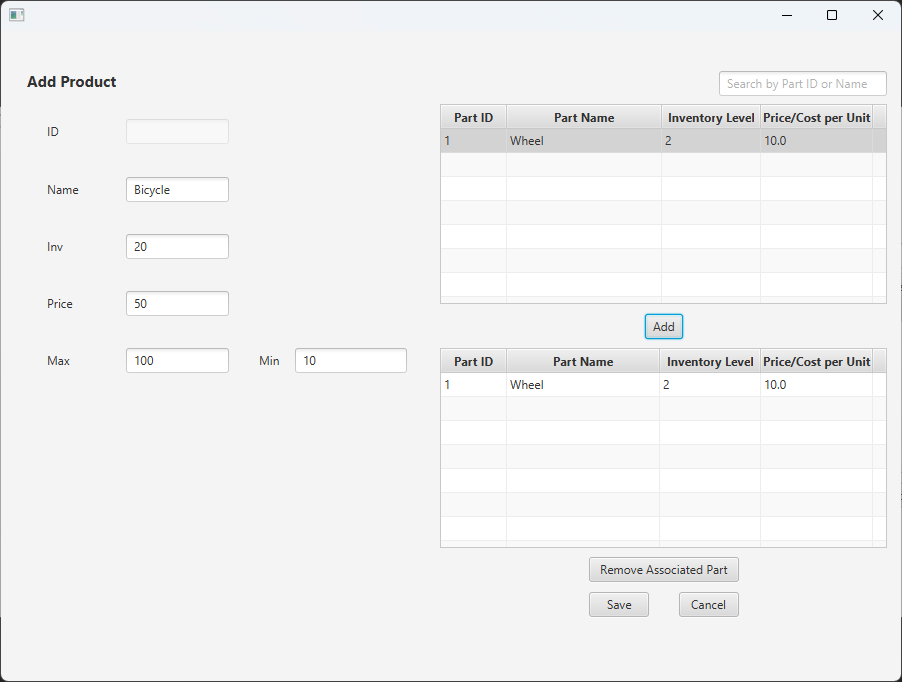 Add Product
ID
Name Bicycle
Inv 20
Price 50
Max 100 Min 10
Search by Part ID or Name
Part ID Part Name Inventory Level Price/Cost per Unit
1 Wheel 2 10.0
Add
Part ID Part Name Inventory Level Price/Cost per Unit
1 Wheel 2 10.0
Remove Associated Part
Save Cancel